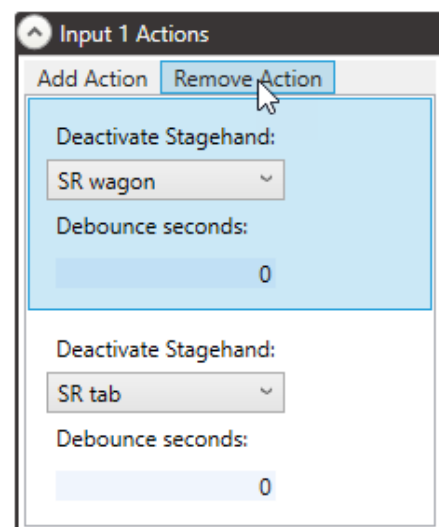 Input 1 Actions
Add Action Remove Action
Deactivate Stagehand:
SR wagon
Debounce seconds:
0
Deactivate Stagehand:
SR tab
Debounce seconds:
0